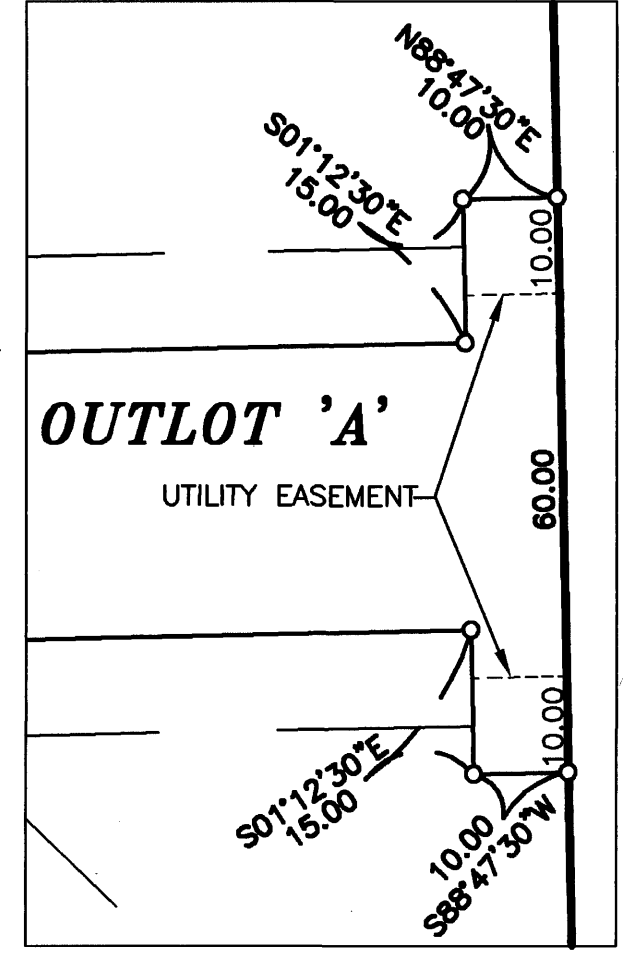 N88°47'30"E
10.00
S01°12'30"E
15.00
10.00
OUTLOT 'A'
UTILITY EASEMENT
60.00
10.00
S01°12'30"E
15.00
10.00
S88°47'30"W